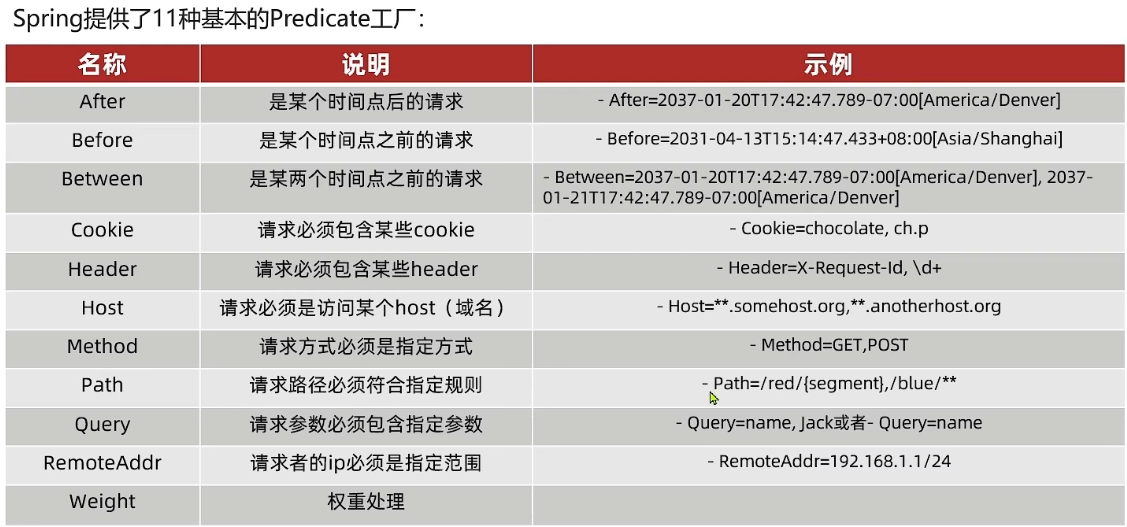 Spring提供了11种基本的Predicate工厂：
名称 说明 示例
After 是某个时间点后的请求 - After=2037-01-20T17:42:47.789-07:00[America/Denver]
Before 是某个时间点之前的请求 - Before=2031-04-13T15:14:47.433+08:00[Asia/Shanghai]
Between 是某两个时间点之前的请求 - Between=2037-01-20T17:42:47.789-07:00[America/Denver], 2037-
01-21T17:42:47.789-07:00[America/Denver]
Cookie 请求必须包含某些cookie - Cookie=chocolate, ch.p
Header 请求必须包含某些header - Header=X-Request-Id, \d+
Host 请求必须是访问某个host（域名） - Host=**.somehost.org,**.anotherhost.org
Method 请求方式必须是指定方式 - Method=GET,POST
Path 请求路径必须符合指定规则 - Path=/red/{segment},/blue/**
Query 请求参数必须包含指定参数 - Query=name, Jack或者- Query=name
RemoteAddr 请求者的ip必须是指定范围 - RemoteAddr=192.168.1.1/24
Weight 权重处理